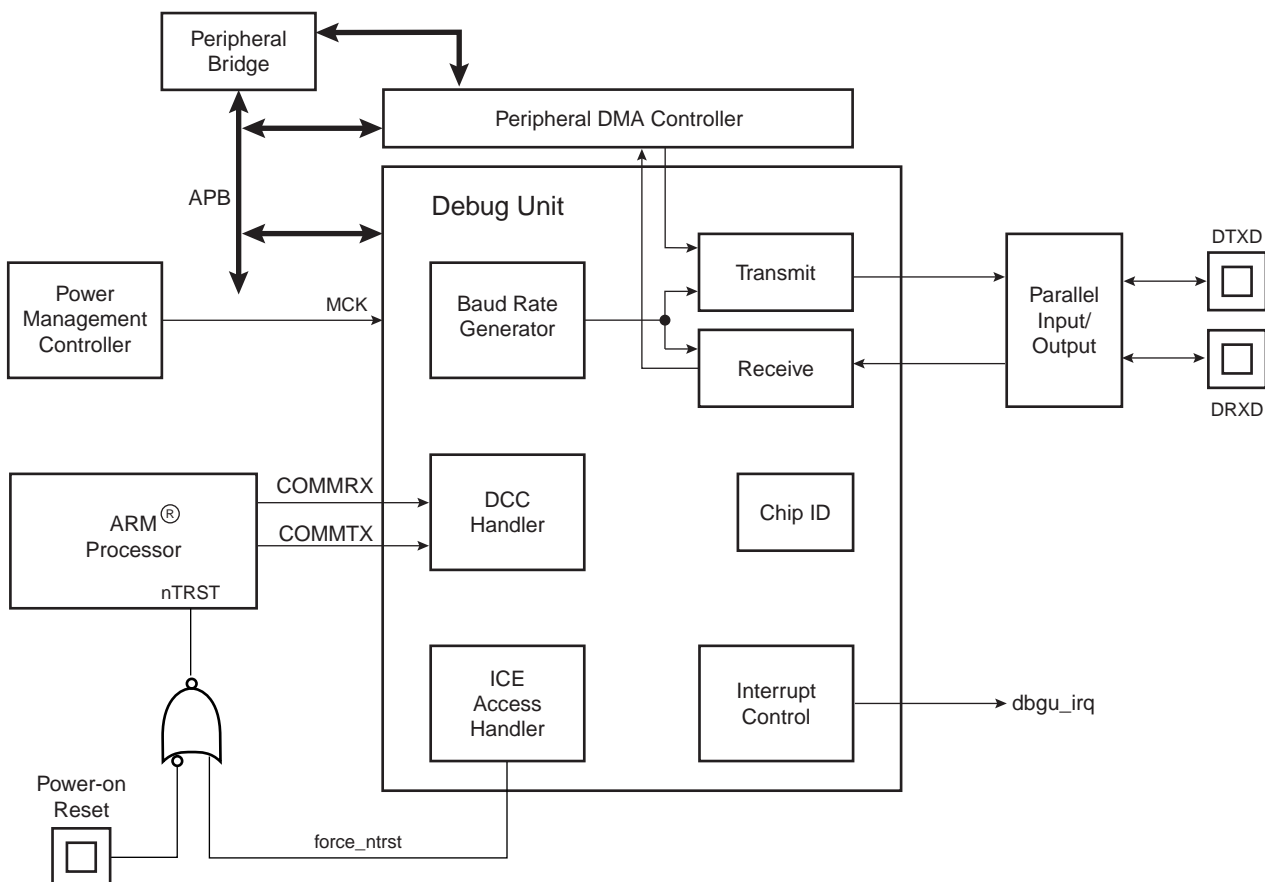 Peripheral
Bridge
Peripheral DMA Controller
APB
Debug Unit
Power
Management
Controller
MCK
Baud Rate
Generator
Transmit
Receive
Parallel
Input/
Output
DTXD
DRXD
ARM®
Processor
nTRST
COMMRX
COMMTX
DCC
Handler
Chip ID
ICE
Access
Handler
Interrupt
Control
dbgu_irq
Power-on
Reset
force_ntrst